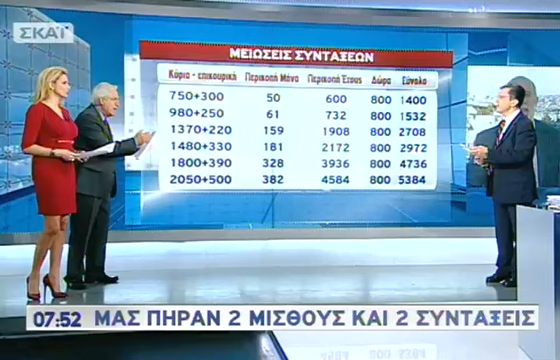 ΣΚΑΪ
ΜΕΙΩΣΕΙΣ ΣΥΝΤΑΞΕΩΝ
Κύρια - επικουρική Περικοπή Μήνα Περικοπή Έτους Δώρα Σύνολο
750+300 50 600 800 1400
980+250 61 732 800 1532
1370+220 159 1908 800 2708
1480+330 181 2172 800 2972
1800+390 328 3936 800 4736
2050+500 382 4584 800 5384
07:52 ΜΑΣ ΠΗΡΑΝ 2 ΜΙΣΘΟΥΣ ΚΑΙ 2 ΣΥΝΤΑΞΕΙΣ